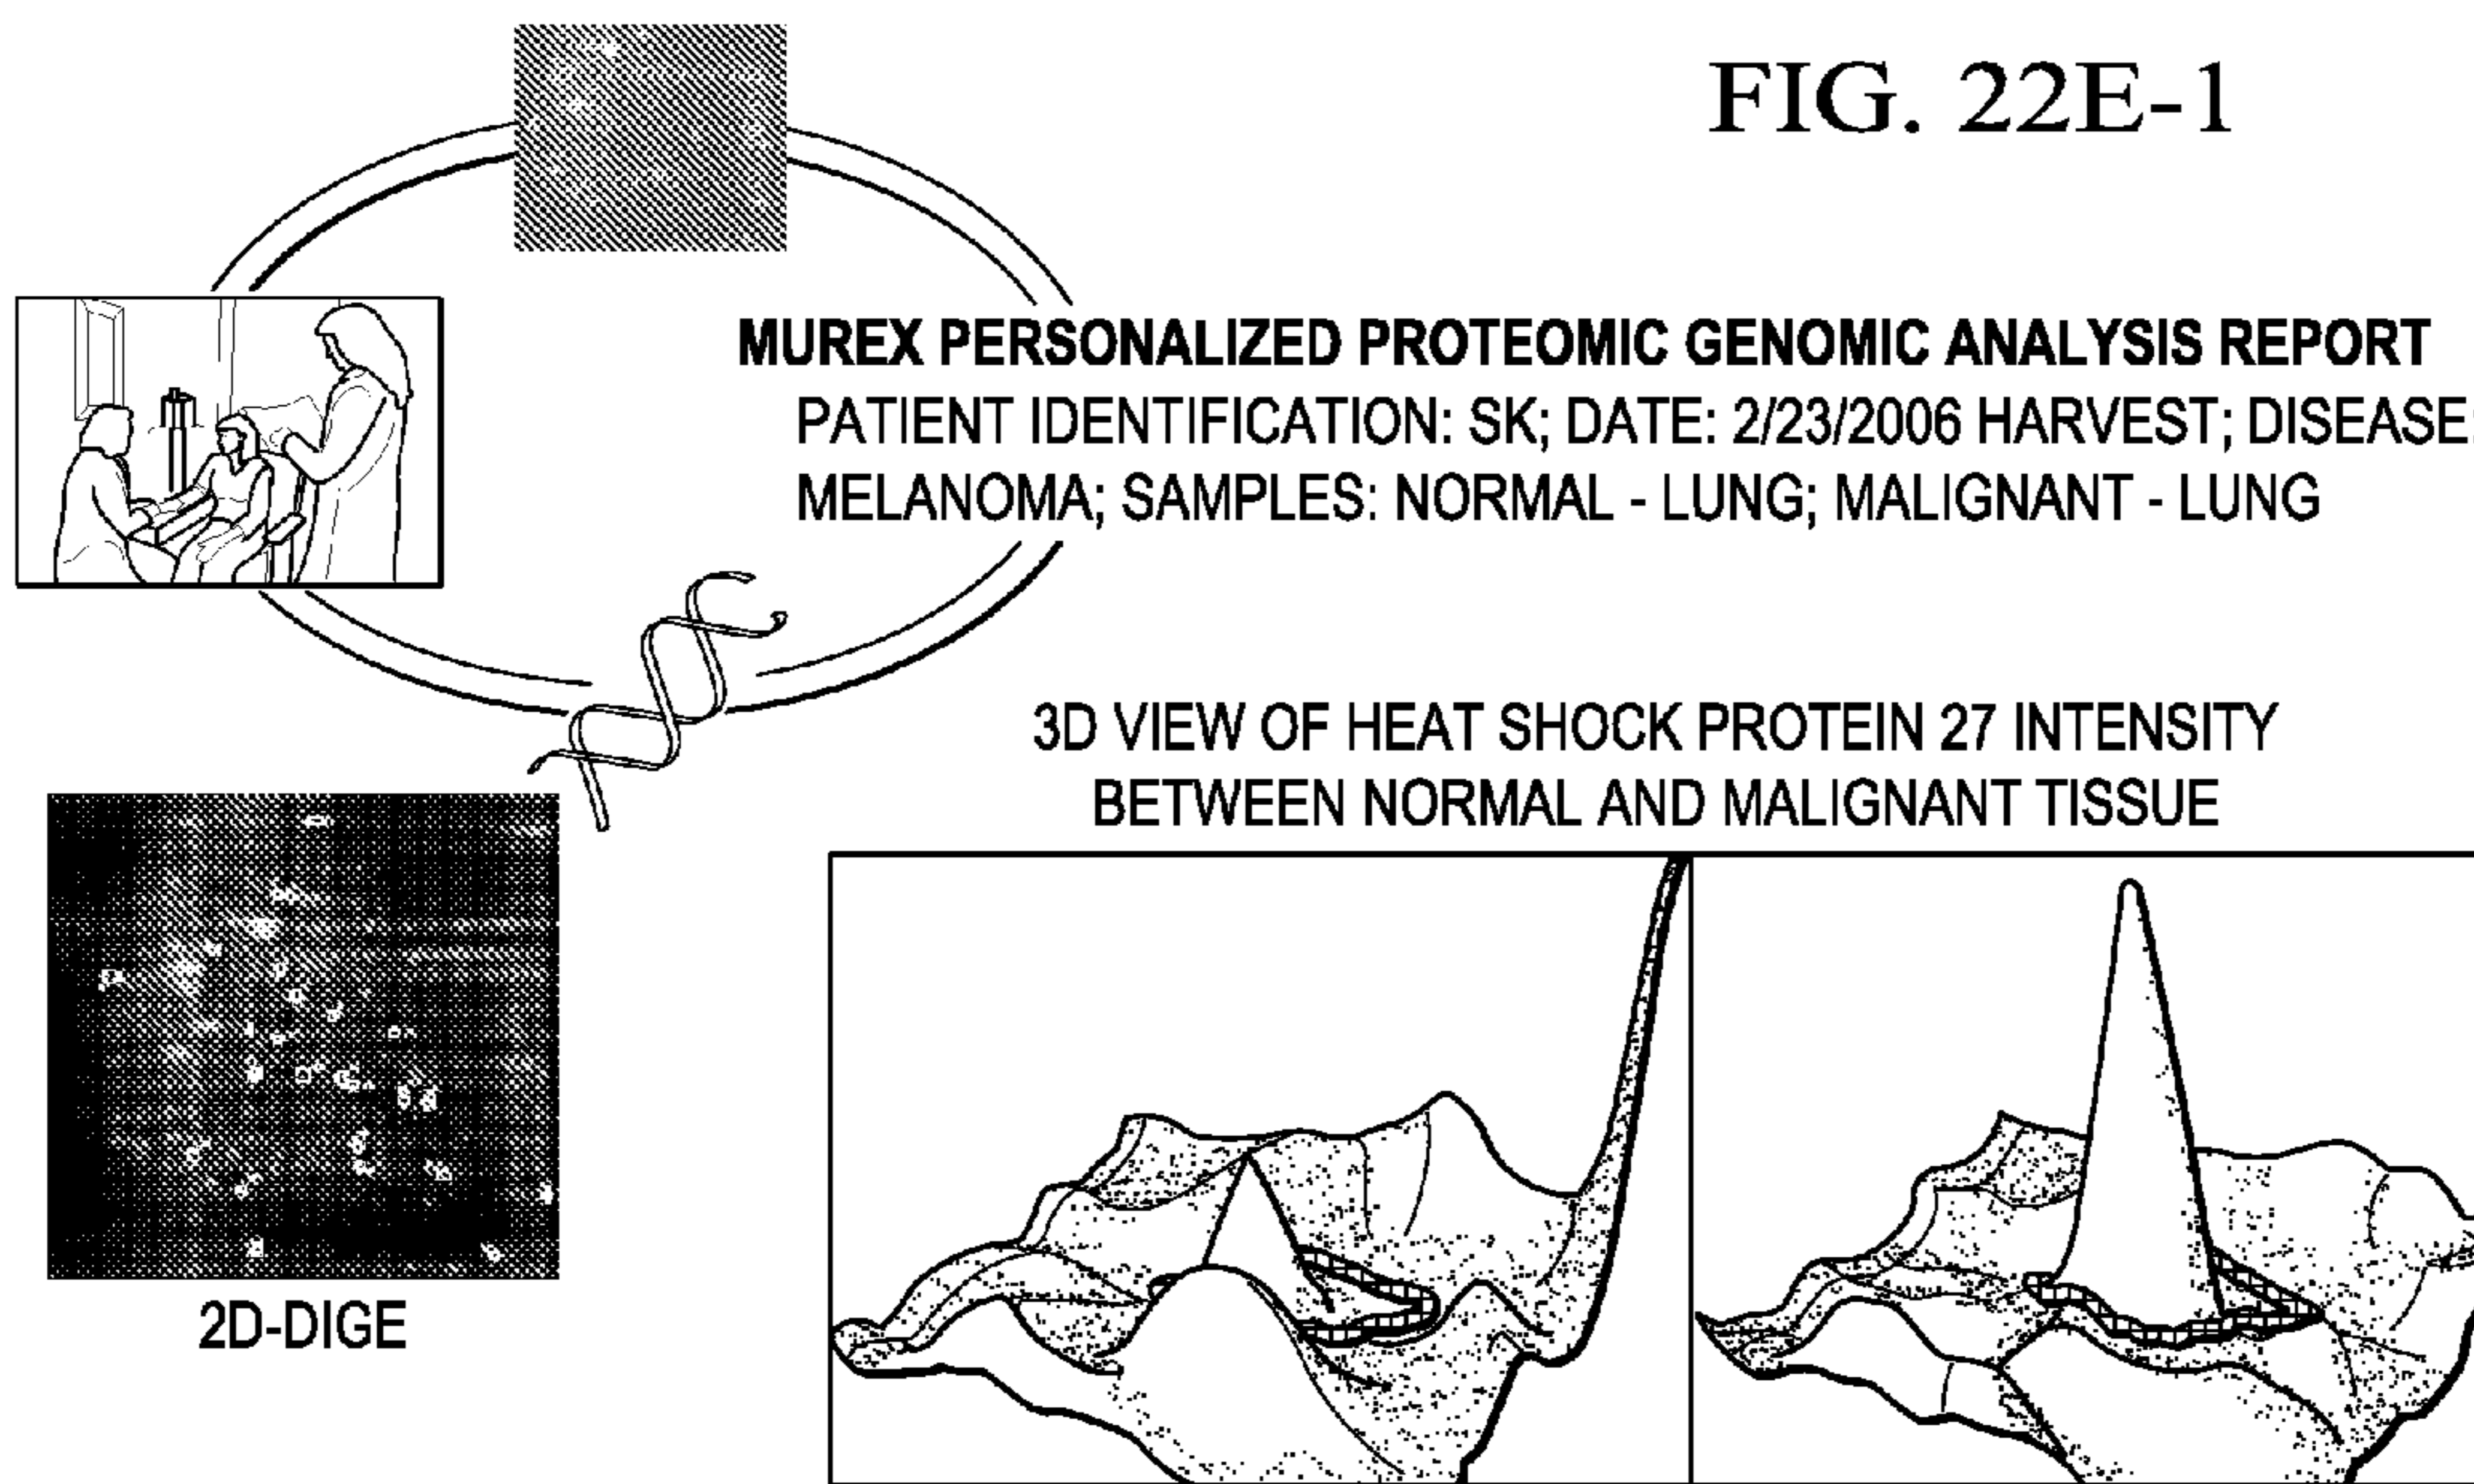 FIG. 22E-1
MUREX PERSONALIZED PROTEOMIC GENOMIC ANALYSIS REPORT
PATIENT IDENTIFICATION: SK; DATE: 2/23/2006 HARVEST; DISEASE:
MELANOMA; SAMPLES: NORMAL - LUNG; MALIGNANT - LUNG
3D VIEW OF HEAT SHOCK PROTEIN 27 INTENSITY
BETWEEN NORMAL AND MALIGNANT TISSUE
2D-DIGE